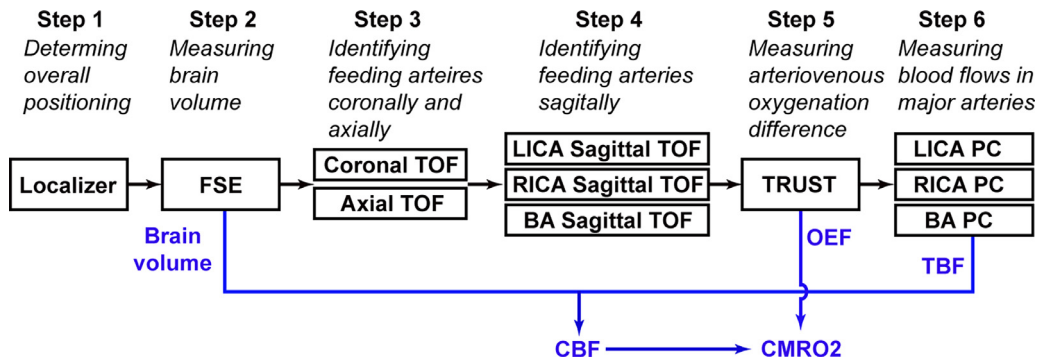 Step 1
Determing
overall
positioning
Step 2
Measuring
brain
volume
Step 3
Identifying
feeding arteires
coronally and
axially
Step 4
Identifying
feeding arteries
sagitally
Step 5
Measuring
arteriovenous
oxygenation
difference
Step 6
Measuring
blood flows in
major arteries
Localizer
FSE
Coronal TOF
Axial TOF
LICA Sagittal TOF
RICA Sagittal TOF
BA Sagittal TOF
TRUST
LICA PC
RICA PC
BA PC
Brain
volume
OEF
TBF
CBF
CMRO2